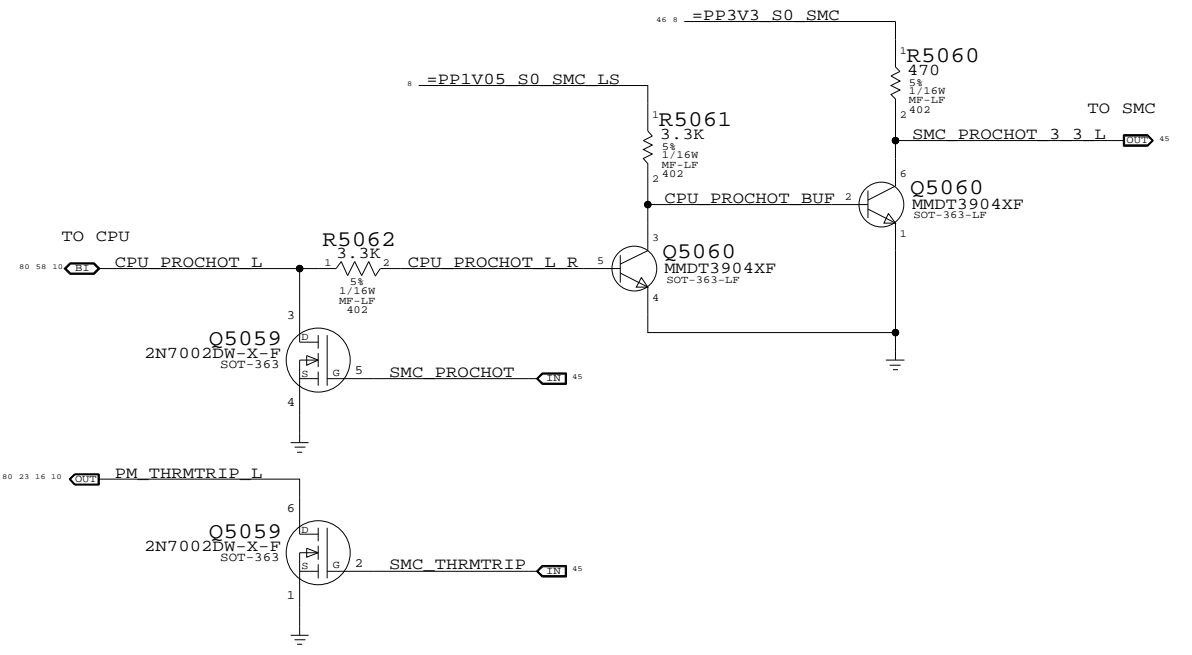 46 8 =PP3V3_S0_SMC
1
R5060
470
5%
1/16W
MF-LF
402
2
8 =PP1V05_S0_SMC_LS
1
R5061
3.3K
5%
1/16W
MF-LF
402
2
TO SMC
SMC_PROCHOT_3_3_L OUT 45
6
CPU_PROCHOT_BUF 2
Q5060
MMDT3904XF
SOT-363-LF
1
TO CPU
80 58 10 BI CPU_PROCHOT_L
R5062
3.3K
1 2
5%
1/16W
MF-LF
402
CPU_PROCHOT_L_R 5
3
Q5060
MMDT3904XF
SOT-363-LF
4
3
Q5059
2N7002DW-X-F
SOT-363
D
S G
5 SMC_PROCHOT IN 45
4
80 23 16 10 OUT PM_THRMTRIP_L
6
Q5059
2N7002DW-X-F
SOT-363
D
S G
2 SMC_THRMTRIP IN 45
1